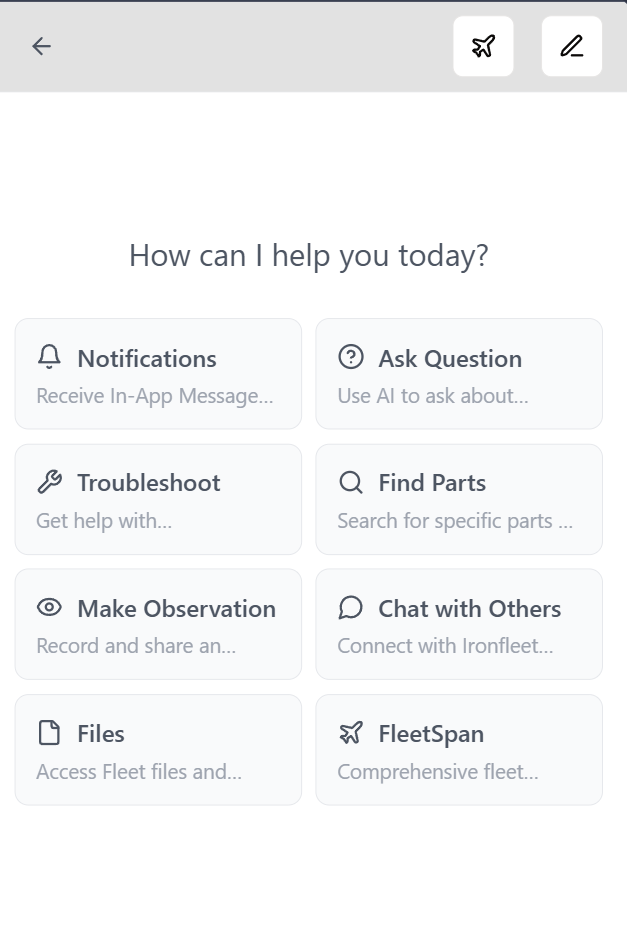 How can I help you today?
Notifications
Receive In-App Message...
Ask Question
Use AI to ask about...
Troubleshoot
Get help with...
Find Parts
Search for specific parts ...
Make Observation
Record and share an...
Chat with Others
Connect with Ironfleet...
Files
Access Fleet files and...
FleetSpan
Comprehensive fleet...